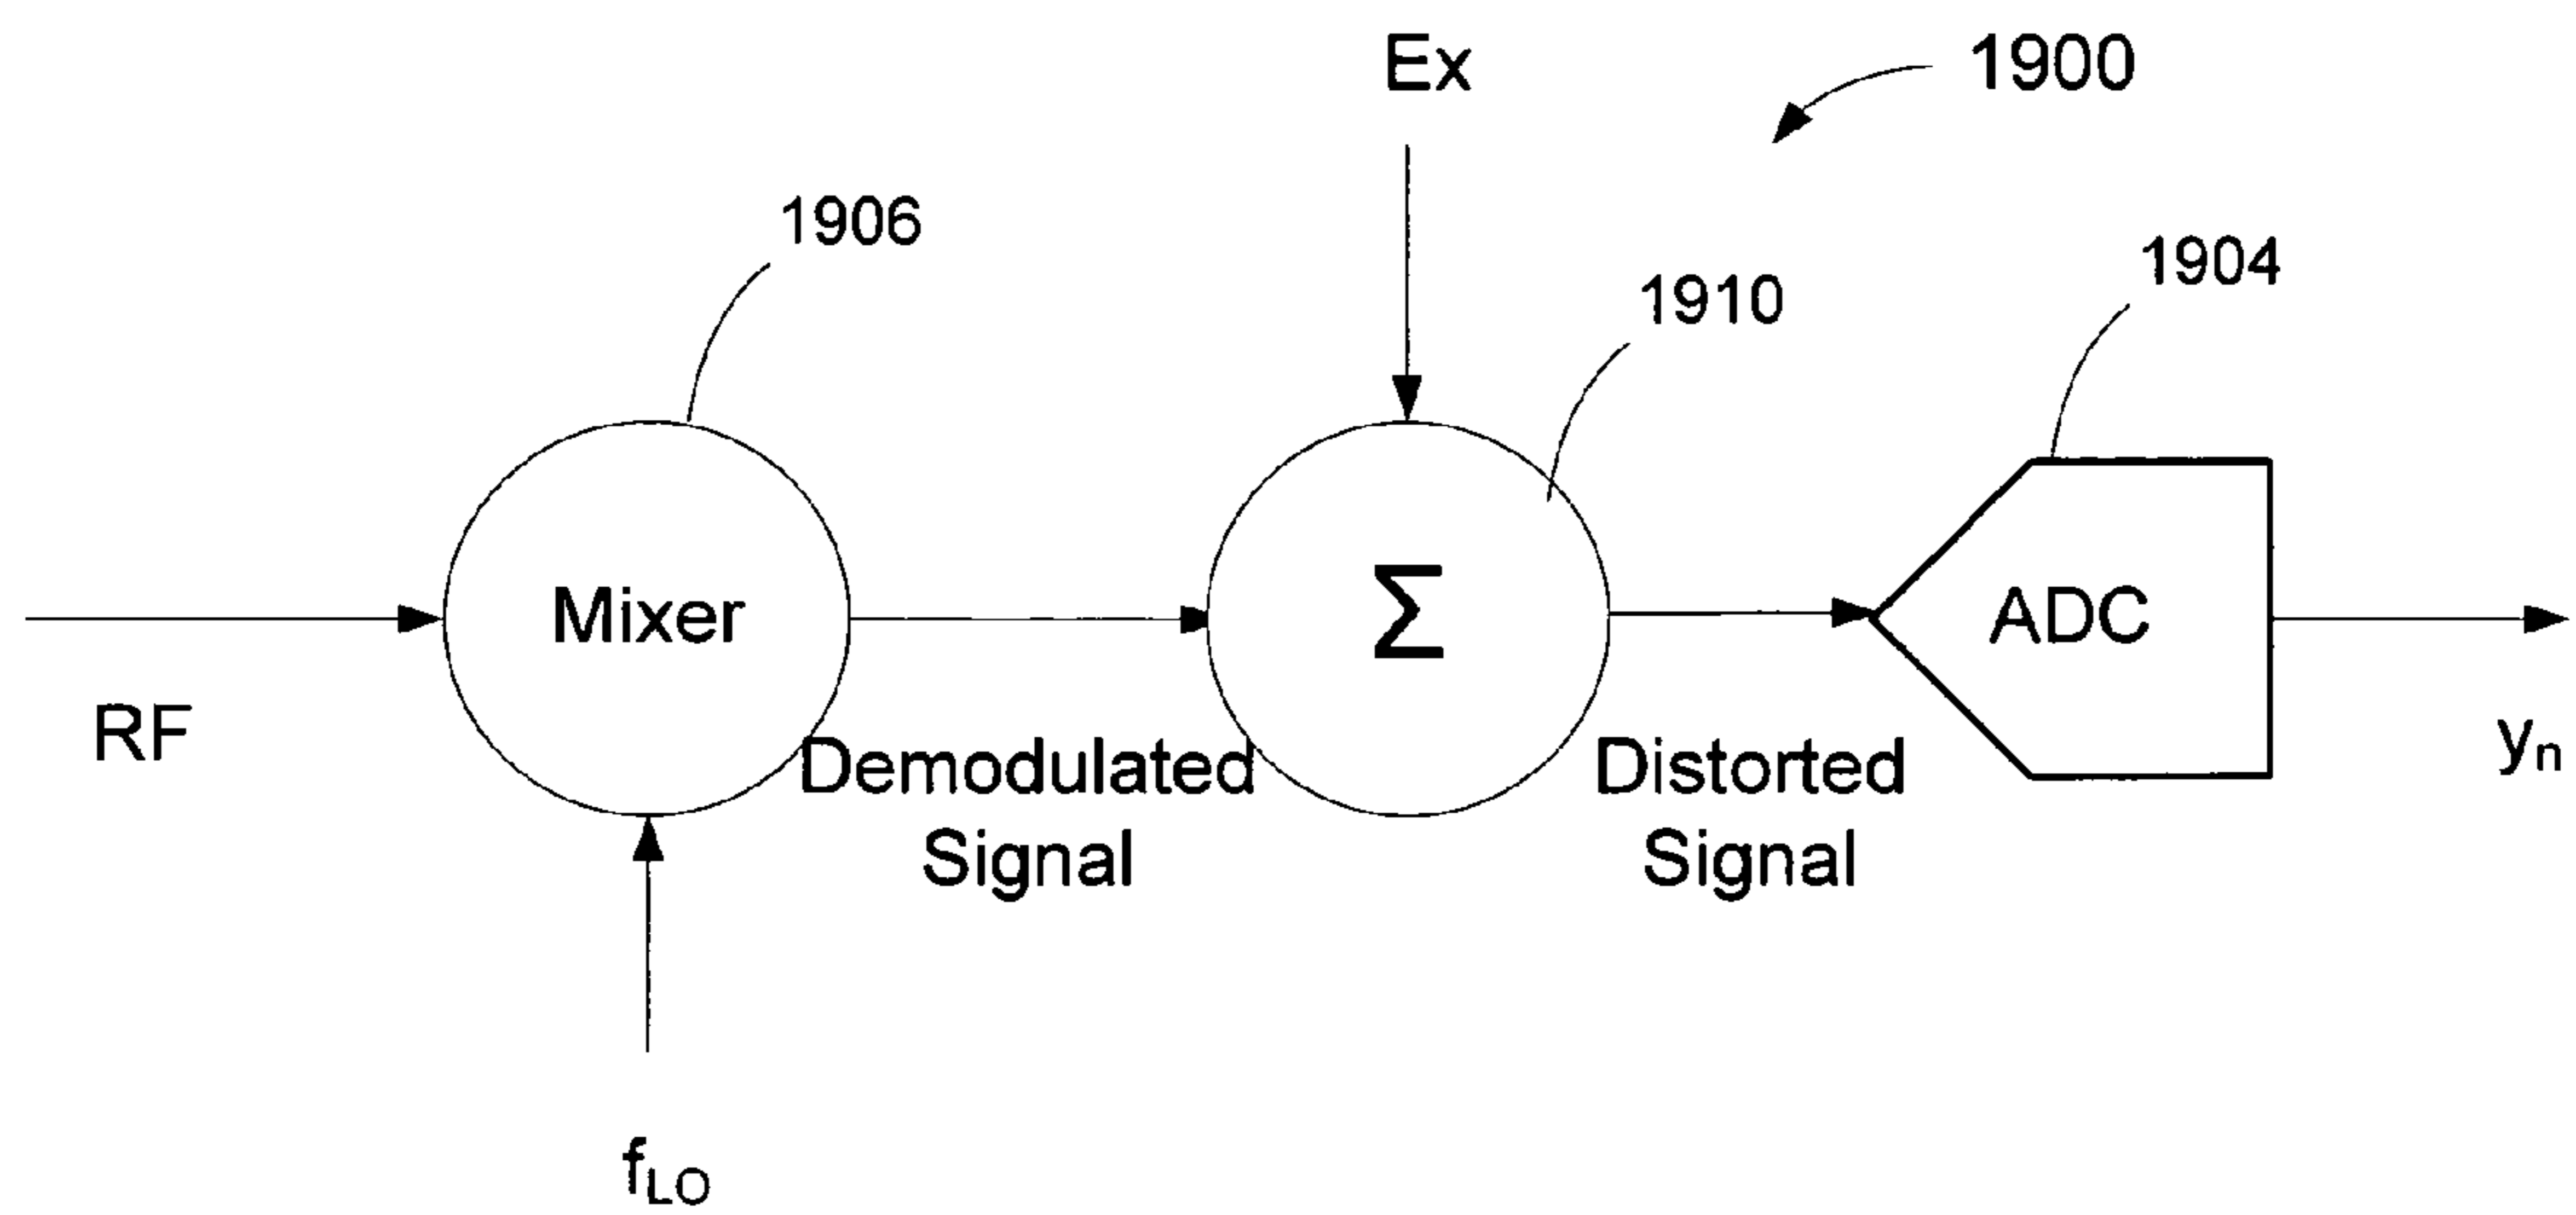 Ex
1900
1906
1904
1910
Mixer
Σ
ADC
RF
yn
Demodulated
Signal
Distorted
Signal
fLO